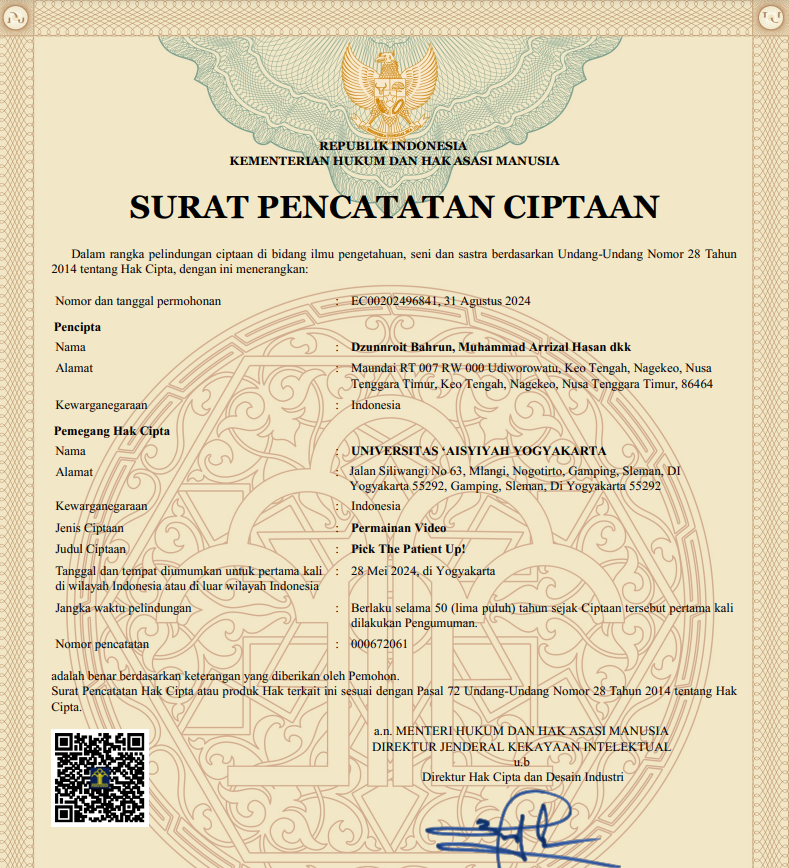 REPUBLIK INDONESIA
KEMENTERIAN HUKUM DAN HAK ASASI MANUSIA
SURAT PENCATATAN CIPTAAN
Dalam rangka pelindungan ciptaan di bidang ilmu pengetahuan, seni dan sastra berdasarkan Undang-Undang Nomor 28 Tahun
2014 tentang Hak Cipta, dengan ini menerangkan:
Nomor dan tanggal permohonan : EC00202496841, 31 Agustus 2024
Pencipta
Nama : Dzunnroit Bahrun, Muhammad Arrizal Hasan dkk
Alamat : Maundai RT 007 RW 000 Udiworowatu, Keo Tengah, Nagekeo, Nusa
Tenggara Timur, Keo Tengah, Nagekeo, Nusa Tenggara Timur, 86464
Kewarganegaraan : Indonesia
Pemegang Hak Cipta
Nama : UNIVERSITAS ‘AISYIYAH YOGYAKARTA
Alamat : Jalan Siliwangi No 63, Mlangi, Nogotirto, Gamping, Sleman, DI
Yogyakarta 55292, Gamping, Sleman, Di Yogyakarta 55292
Kewarganegaraan : Indonesia
Jenis Ciptaan : Permainan Video
Judul Ciptaan : Pick The Patient Up!
Tanggal dan tempat diumumkan untuk pertama kali : 28 Mei 2024, di Yogyakarta
di wilayah Indonesia atau di luar wilayah Indonesia
Jangka waktu pelindungan : Berlaku selama 50 (lima puluh) tahun sejak Ciptaan tersebut pertama kali
dilakukan Pengumuman.
Nomor pencatatan : 000672061
adalah benar berdasarkan keterangan yang diberikan oleh Pemohon.
Surat Pencatatan Hak Cipta atau produk Hak terkait ini sesuai dengan Pasal 72 Undang-Undang Nomor 28 Tahun 2014 tentang Hak
Cipta.
a.n. MENTERI HUKUM DAN HAK ASASI MANUSIA
DIREKTUR JENDERAL KEKAYAAN INTELEKTUAL
u.b
Direktur Hak Cipta dan Desain Industri